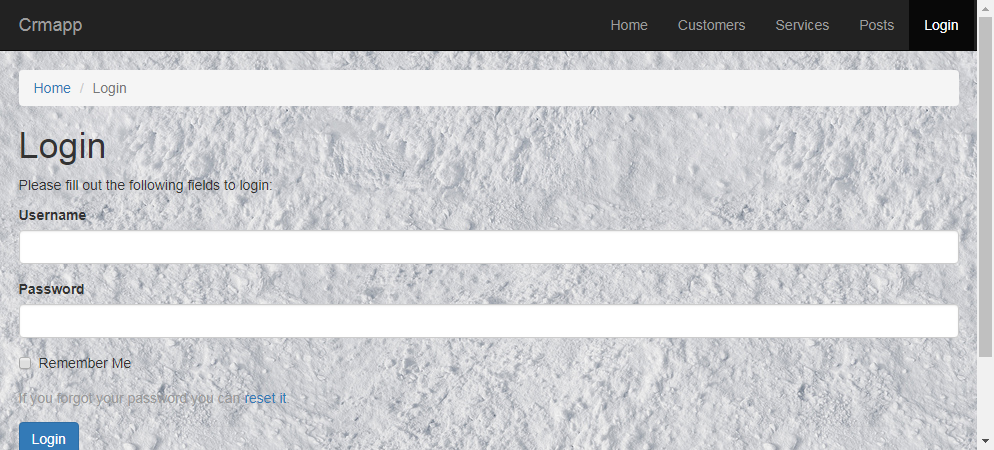 Crmapp Home Customers Services Posts Login
Home / Login
Login
Please fill out the following fields to login:
Username
Password
Remember Me
If you forgot your password you can reset it
Login